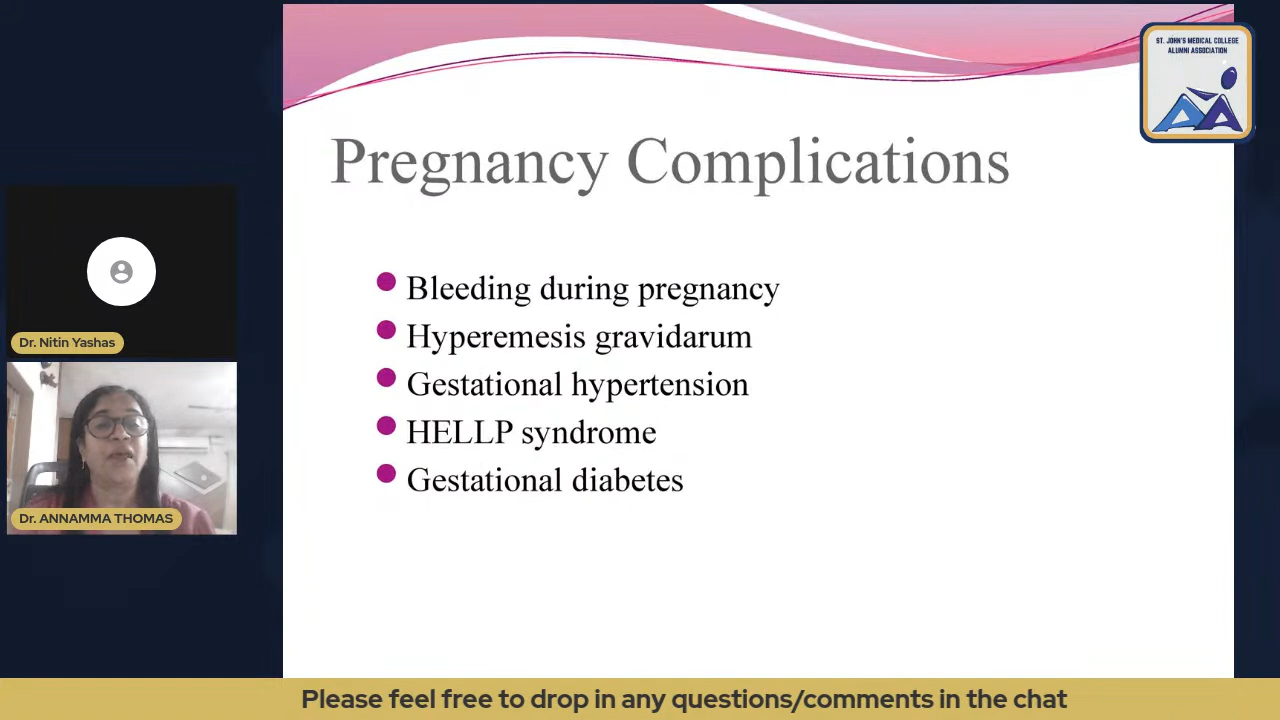 ST. JOHN'S MEDICAL COLLEGE
ALUMNI ASSOCIATION
Pregnancy Complications
Bleeding during pregnancy
Hyperemesis gravidarum
Gestational hypertension
HELLP syndrome
Gestational diabetes
Dr. Nitin Yashas
Dr. ANNAMMA THOMAS
Please feel free to drop in any questions/comments in the chat